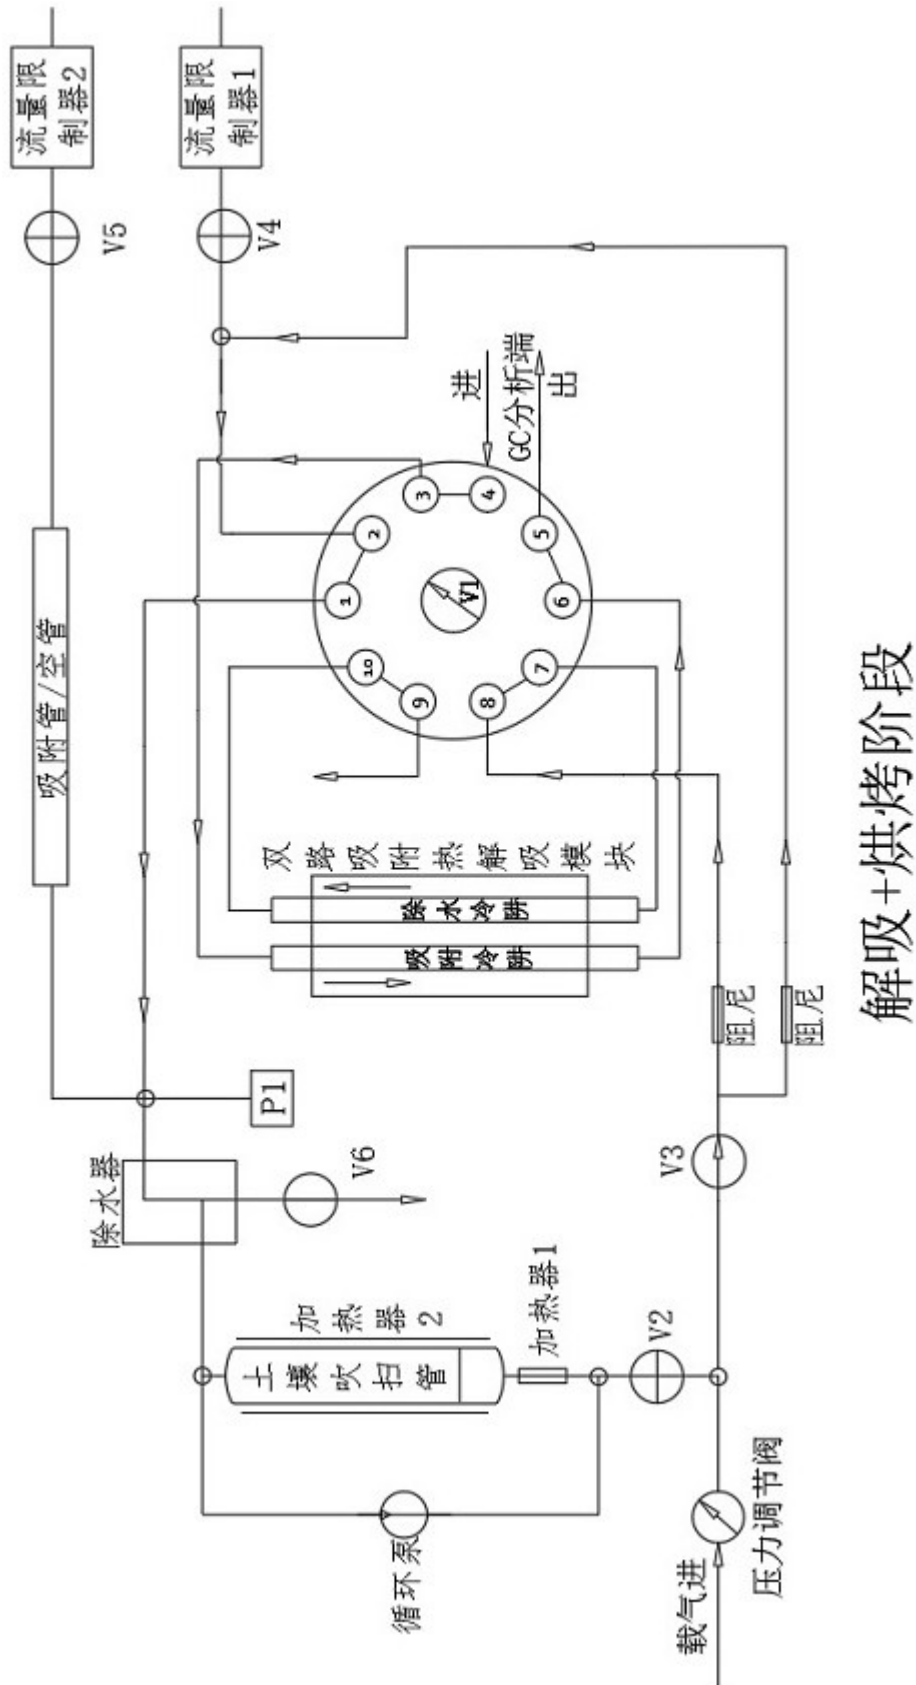 流量限
制器2
流量限
制器1
V5
V4
吸附管/空管
进
GC分析端
出
1
2
3
4
5
6
7
8
9
10
V1
双路吸附热解吸模块
除水冷阱
吸附冷阱
阻尼
阻尼
P1
除水器
V6
V3
加热器2
土壤吹扫管
加热器1
V2
循环泵
压力调节阀
载气进
解吸+烘烤阶段